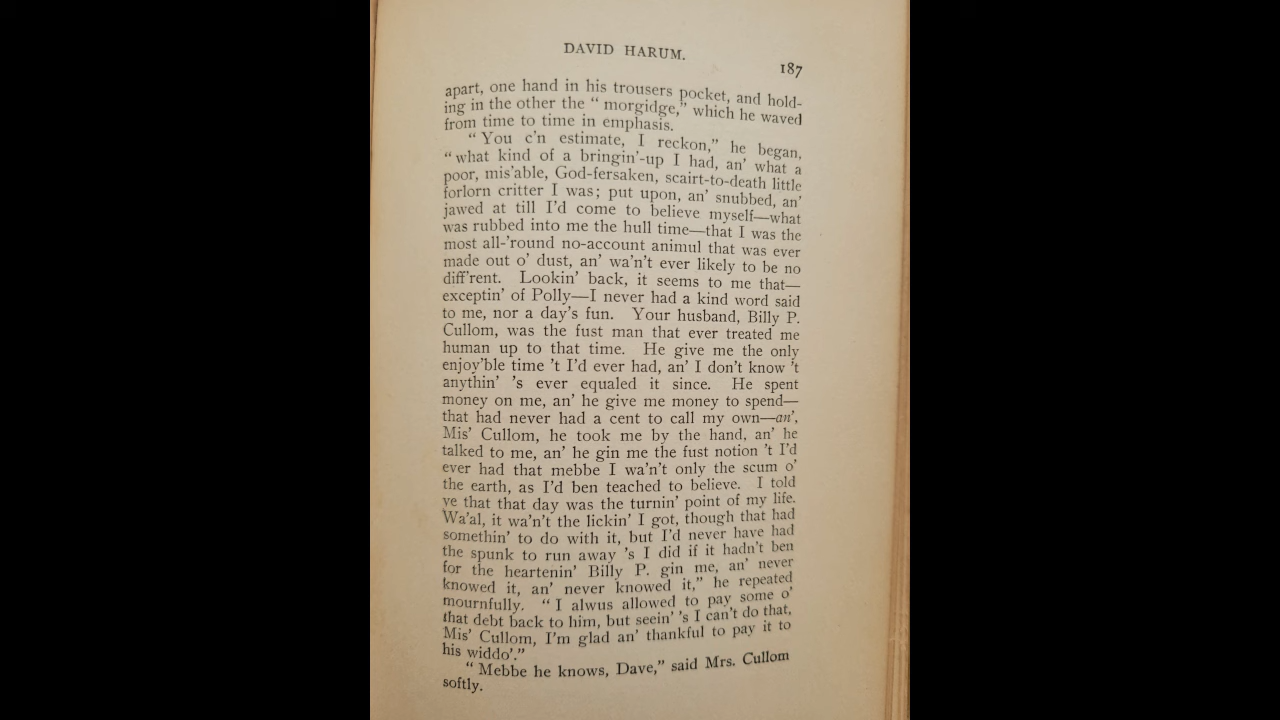 DAVID HARUM.
187
apart, one hand in his trousers pocket, and hold-
ing in the other the “ morgidge,” which he waved
from time to time in emphasis.
“ You c’n estimate, I reckon,” he began,
“ what kind of a bringin’-up I had, an’ what a
poor, mis’able, God-fersaken, scairt-to-death little
forlorn critter I was; put upon, an’ snubbed, an’
jawed at till I’d come to believe myself—what
was rubbed into me the hull time—that I was the
most all-’round no-account animul that was ever
made out o’ dust, an’ wa’n’t ever likely to be no
diff’rent. Lookin’ back, it seems to me that—
exceptin’ of Polly—I never had a kind word said
to me, nor a day’s fun. Your husband, Billy P.
Cullom, was the fust man that ever treated me
human up to that time. He give me the only
enjoy’ble time ’t I’d ever had, an’ I don’t know ’t
anythin’ ’s ever equaled it since. He spent
money on me, an’ he give me money to spend—
that had never had a cent to call my own—an’,
Mis’ Cullom, he took me by the hand, an’ he
talked to me, an’ he gin me the fust notion ’t I’d
ever had that mebbe I wa’n’t only the scum o’
the earth, as I’d ben teached to believe. I told
ye that that day was the turnin’ point of my life.
Wa’al, it wa’n’t the lickin’ I got, though that had
somethin’ to do with it, but I’d never have had
the spunk to run away ’s I did if it hadn’t ben
for the heartenin’ Billy P. gin me, an’ never
knowed it, an’ never knowed it,” he repeated
mournfully. “ I alwus allowed to pay some o’
that debt back to him, but seein’ ’s I can’t do that,
Mis’ Cullom, I’m glad an’ thankful to pay it to
his widdo’.”
“ Mebbe he knows, Dave,” said Mrs. Cullom
softly.